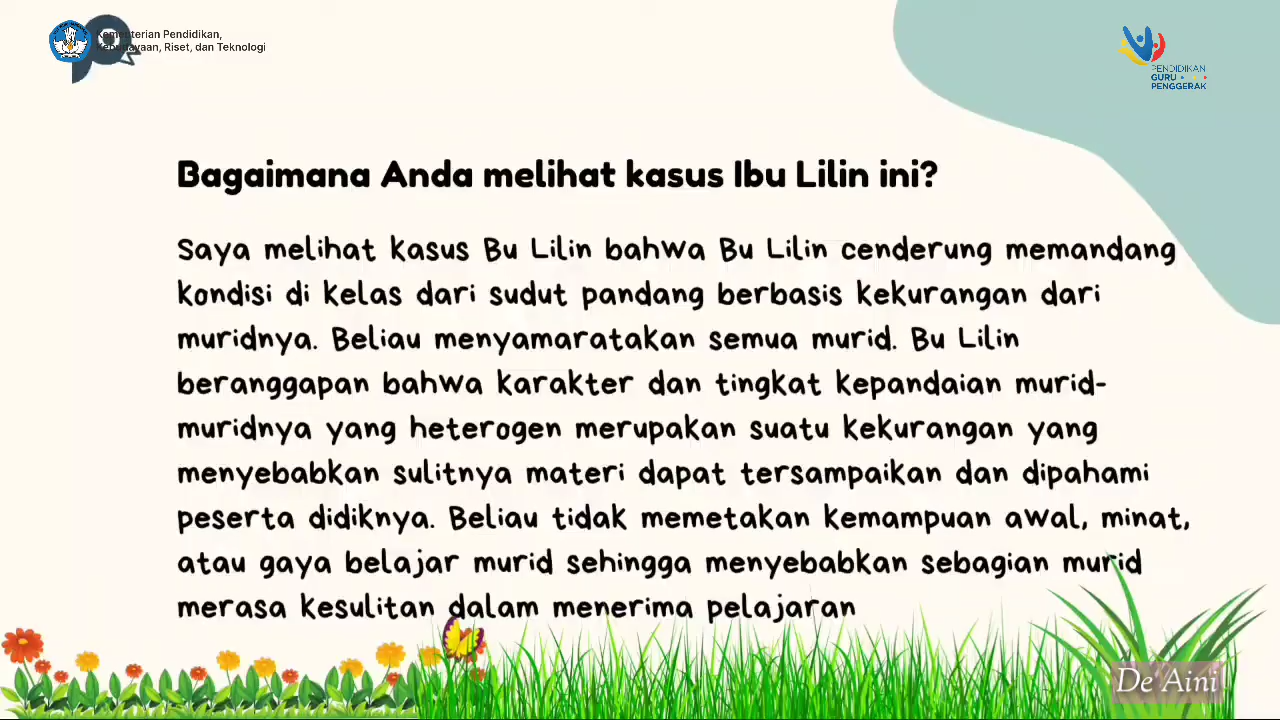 Kementerian Pendidikan,
Kebudayaan, Riset, dan Teknologi
PENDIDIKAN
GURU
PENGGERAK
Bagaimana Anda melihat kasus Ibu Lilin ini?
Saya melihat kasus Bu Lilin bahwa Bu Lilin cenderung memandang
kondisi di kelas dari sudut pandang berbasis kekurangan dari
muridnya. Beliau menyamaratakan semua murid. Bu Lilin
beranggapan bahwa karakter dan tingkat kepandaian murid-
muridnya yang heterogen merupakan suatu kekurangan yang
menyebabkan sulitnya materi dapat tersampaikan dan dipahami
peserta didiknya. Beliau tidak memetakan kemampuan awal, minat,
atau gaya belajar murid sehingga menyebabkan sebagian murid
merasa kesulitan dalam menerima pelajaran
De'Aini